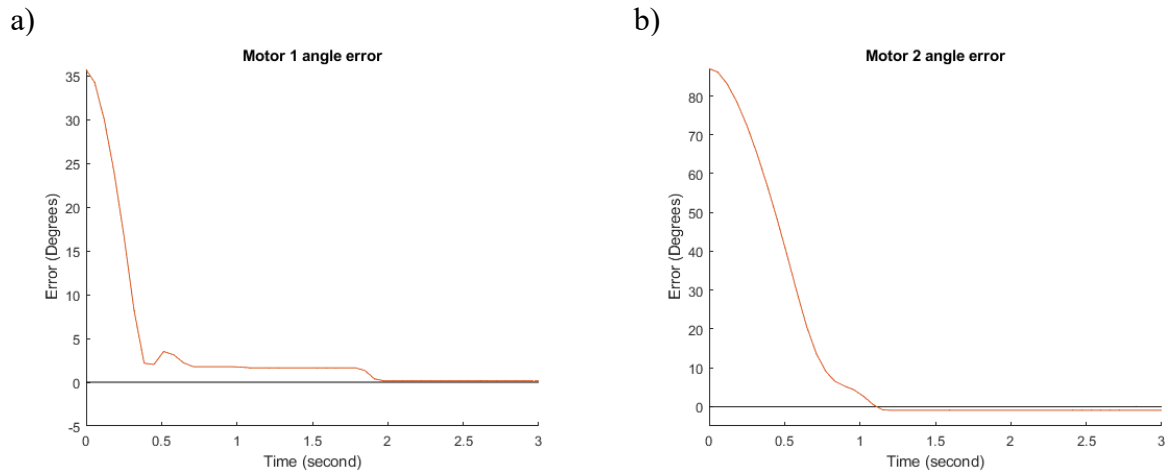 a)
Motor 1 angle error
35
30
25
20
15
10
5
0
-5
Error (Degrees)
0 0.5 1 1.5 2 2.5 3
Time (second)
b)
Motor 2 angle error
80
70
60
50
40
30
20
10
0
Error (Degrees)
0 0.5 1 1.5 2 2.5 3
Time (second)